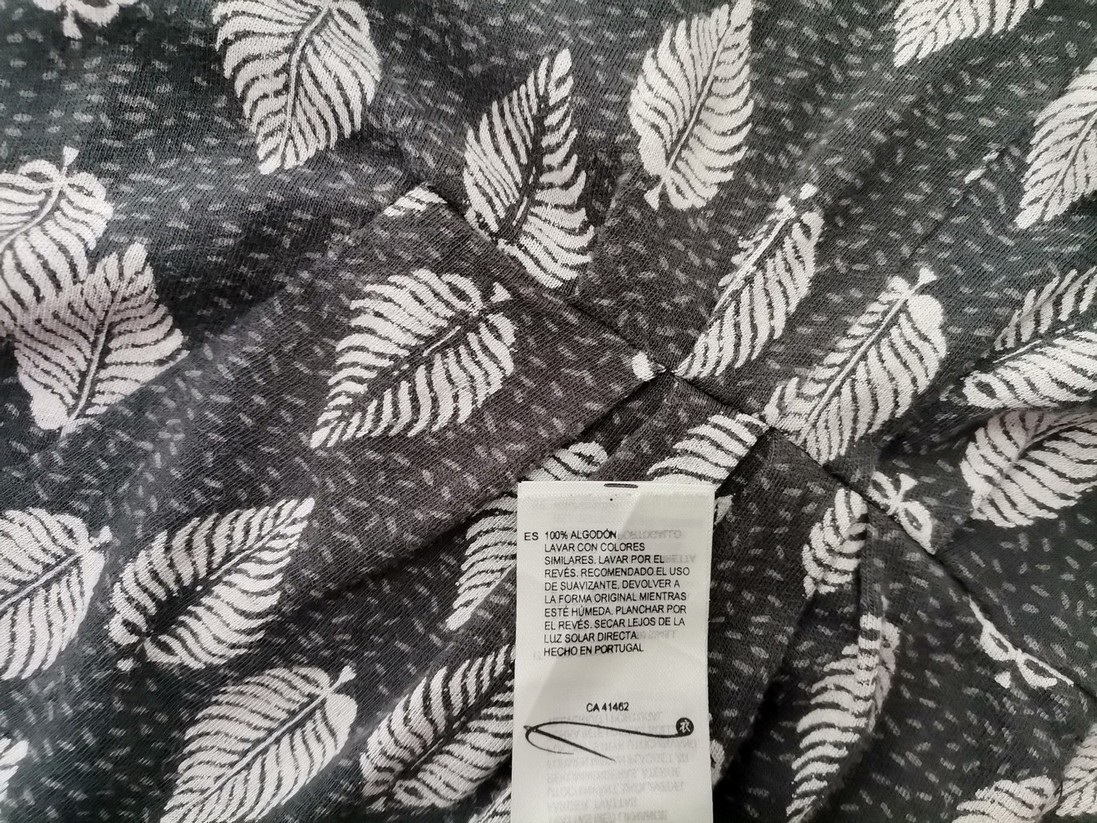 ES 100% ALGODÓN
LAVAR CON COLORES
SIMILARES. LAVAR POR EL
REVÉS. RECOMENDADO EL USO
DE SUAVIZANTE. DEVOLVER A
LA FORMA ORIGINAL MIENTRAS
ESTÉ HÚMEDA. PLANCHAR POR
EL REVÉS. SECAR LEJOS DE LA
LUZ SOLAR DIRECTA.
HECHO EN PORTUGAL
CA 41462